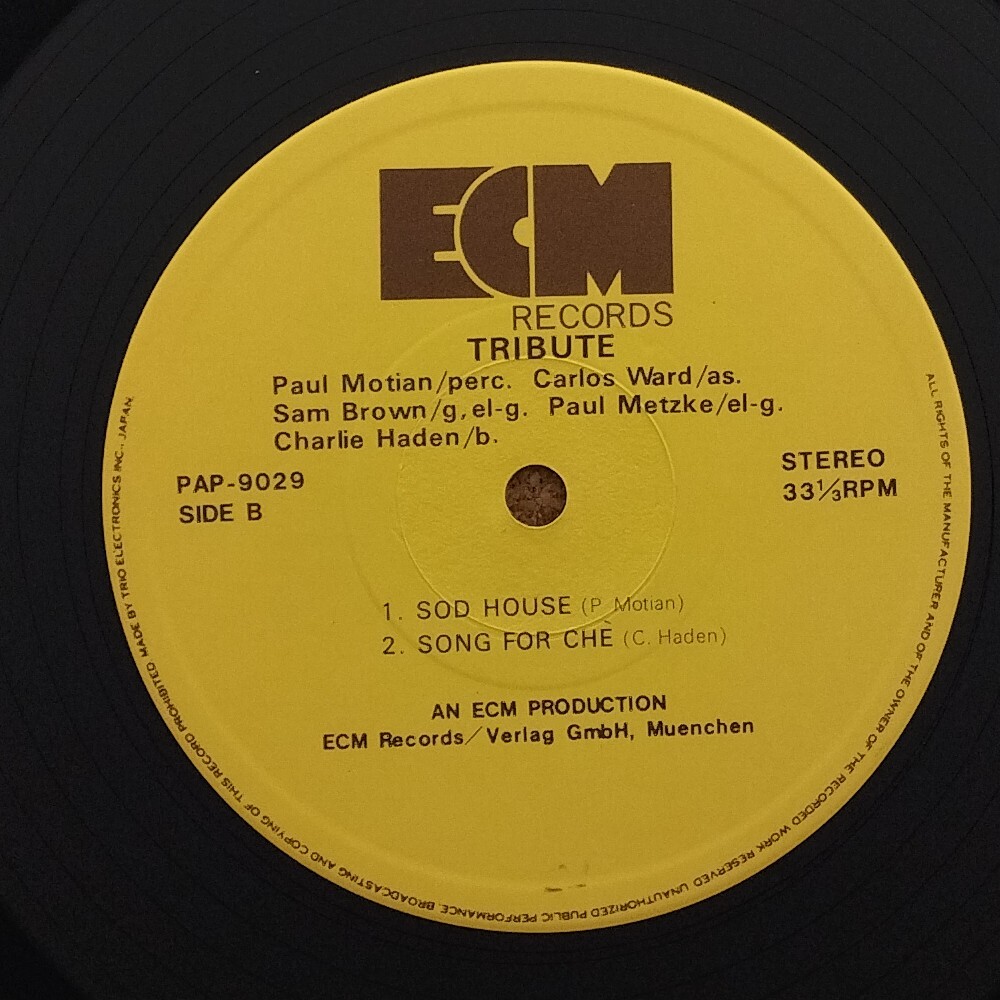 ECM
RECORDS
TRIBUTE
Paul Motian/perc. Carlos Ward/as.
Sam Brown/g,el-g. Paul Metzke/el-g.
Charlie Haden/b.
PAP-9029
SIDE B
STEREO
33⅓RPM
1. SOD HOUSE (P. Motian)
2. SONG FOR CHÈ (C. Haden)
AN ECM PRODUCTION
ECM Records/Verlag GmbH, Muenchen
ALL RIGHTS OF THE MANUFACTURER AND OF THE OWNER OF THE RECORDED WORK RESERVED UNAUTHORIZED PUBLIC PERFORMANCE, BROADCASTING AND COPYING OF THIS RECORD PROHIBITED MADE BY TRIO ELECTRONICS INC., JAPAN.